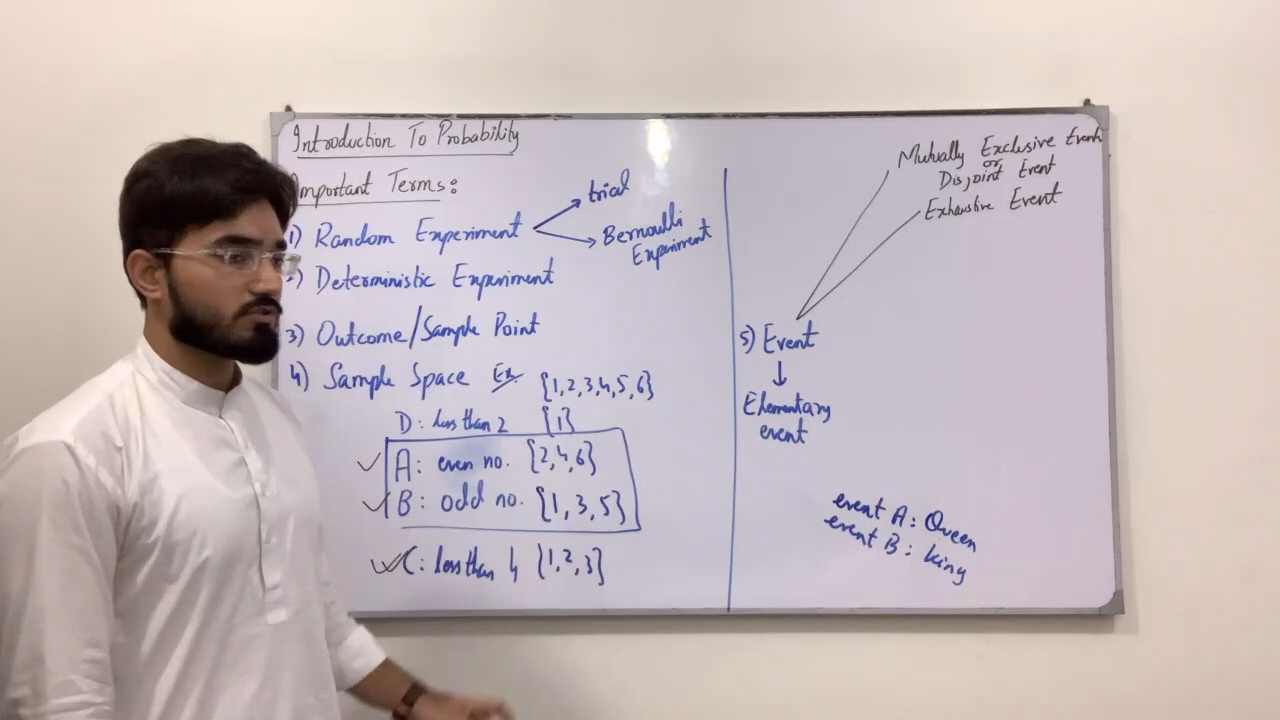 Introduction To Probability
Important Terms:
1) Random Experiment
trial
Bernoulli Experiment
2) Deterministic Experiment
3) Outcome/Sample Point
4) Sample Space Ex {1,2,3,4,5,6}
D: less than 2 {1}
A: even no. {2,4,6}
B: odd no. {1,3,5}
C: less than 4 {1,2,3}
Mutually Exclusive Event
or
Disjoint Event
Exhaustive Event
5) Event
Elementary
event
event A: Queen
event B: king